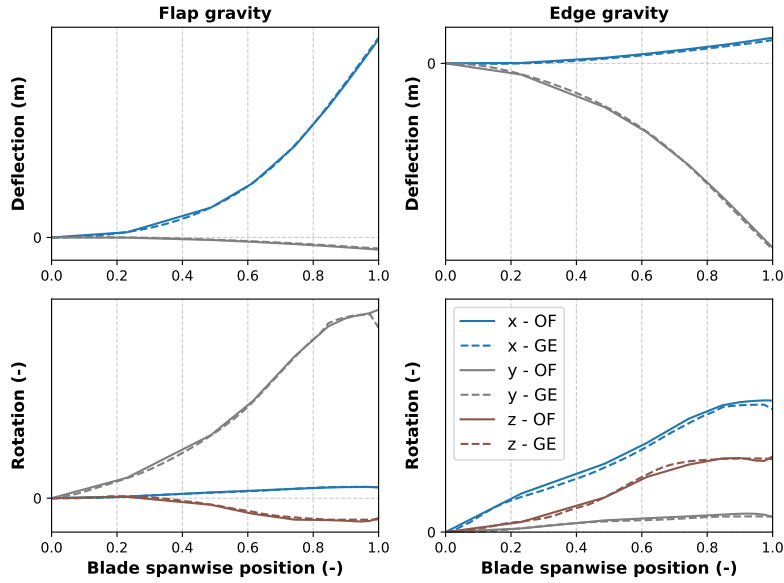 Flap gravity
Edge gravity
Deflection (m)
0
0.0 0.2 0.4 0.6 0.8 1.0
Deflection (m)
0
0.0 0.2 0.4 0.6 0.8 1.0
Rotation (-)
0
0.0 0.2 0.4 0.6 0.8 1.0
Blade spanwise position (-)
Rotation (-)
0
x - OF
x - GE
y - OF
y - GE
z - OF
z - GE
0.0 0.2 0.4 0.6 0.8 1.0
Blade spanwise position (-)